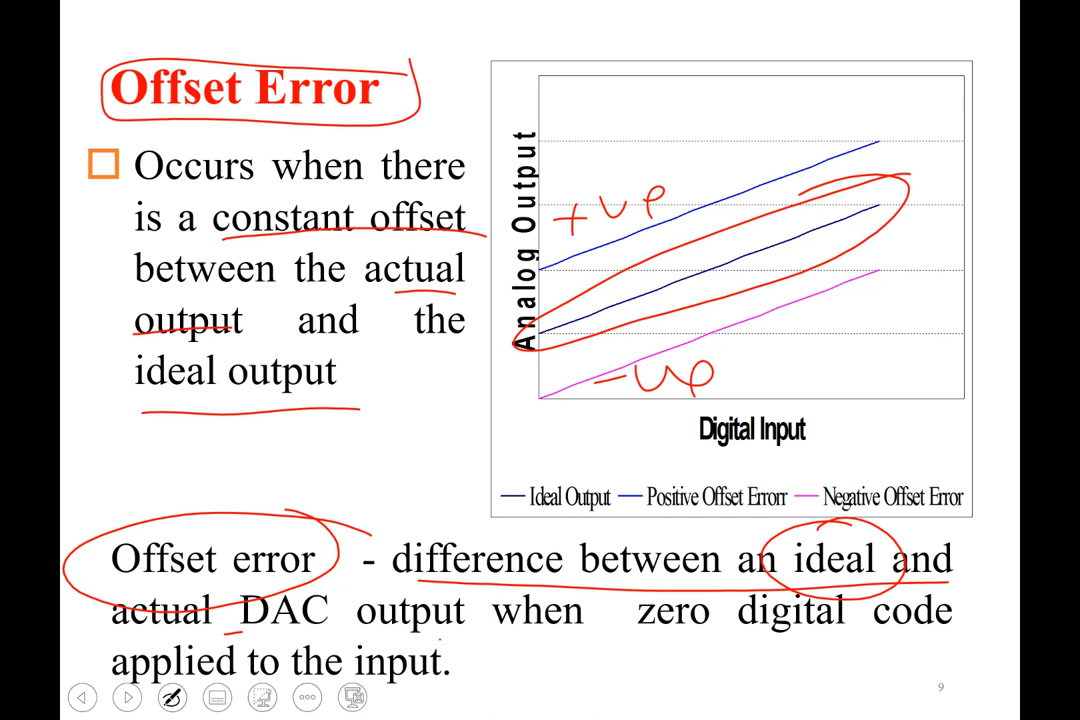 Offset Error
Occurs when there
is a constant offset
between the actual
output and the
ideal output
Analog Output
+ve
-ve
Digital Input
Ideal Output Positive Offset Erorr Negative Offset Error
Offset error - difference between an ideal and
actual DAC output when zero digital code
applied to the input.
9